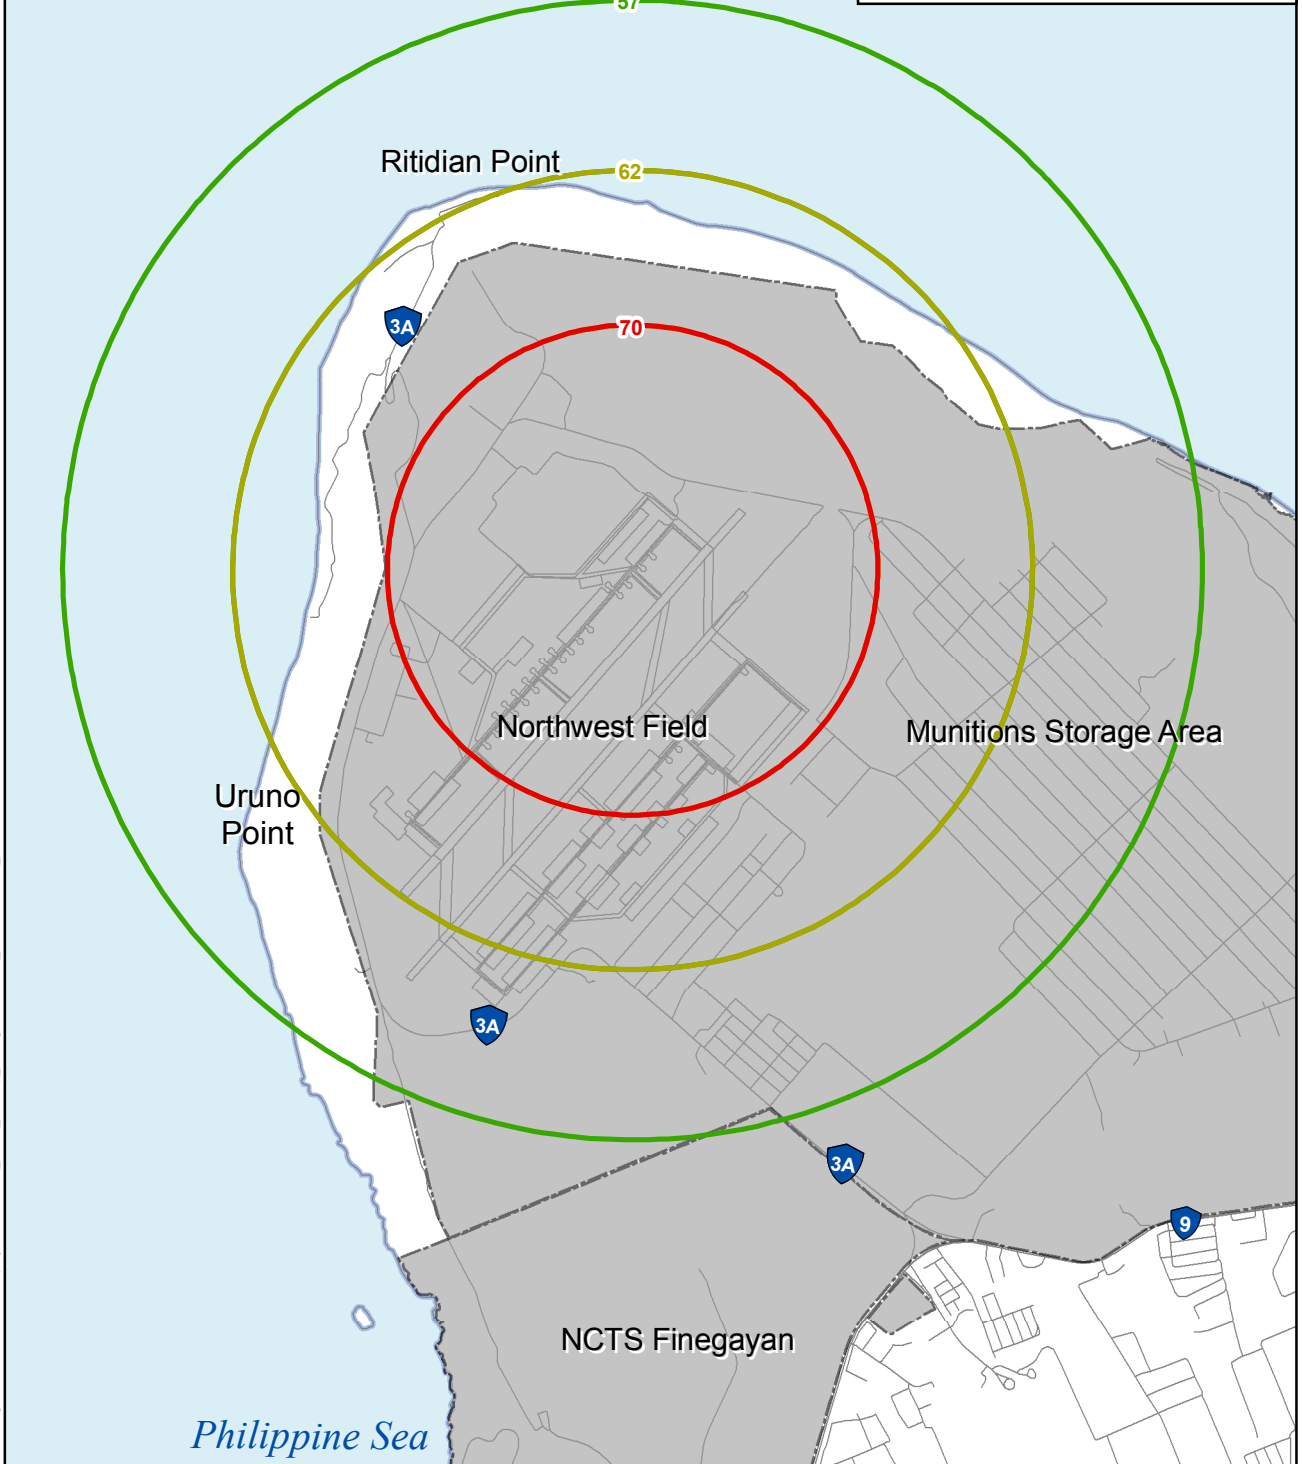 57
Ritidian Point
62
3A
70
Northwest Field
Munitions Storage Area
Uruno
Point
3A
3A
9
NCTS Finegayan
Philippine Sea